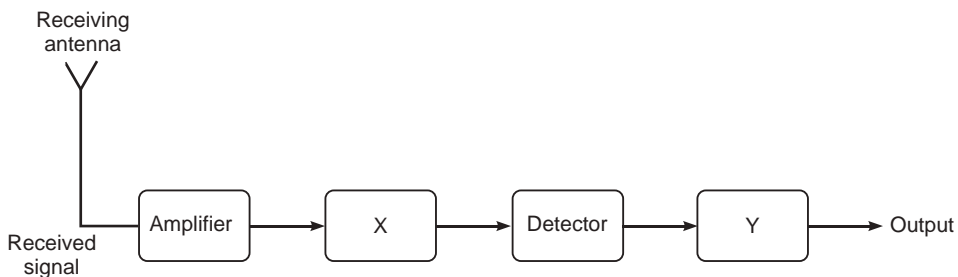 Receiving
antenna
Amplifier
X
Detector
Y
Output
Received
signal